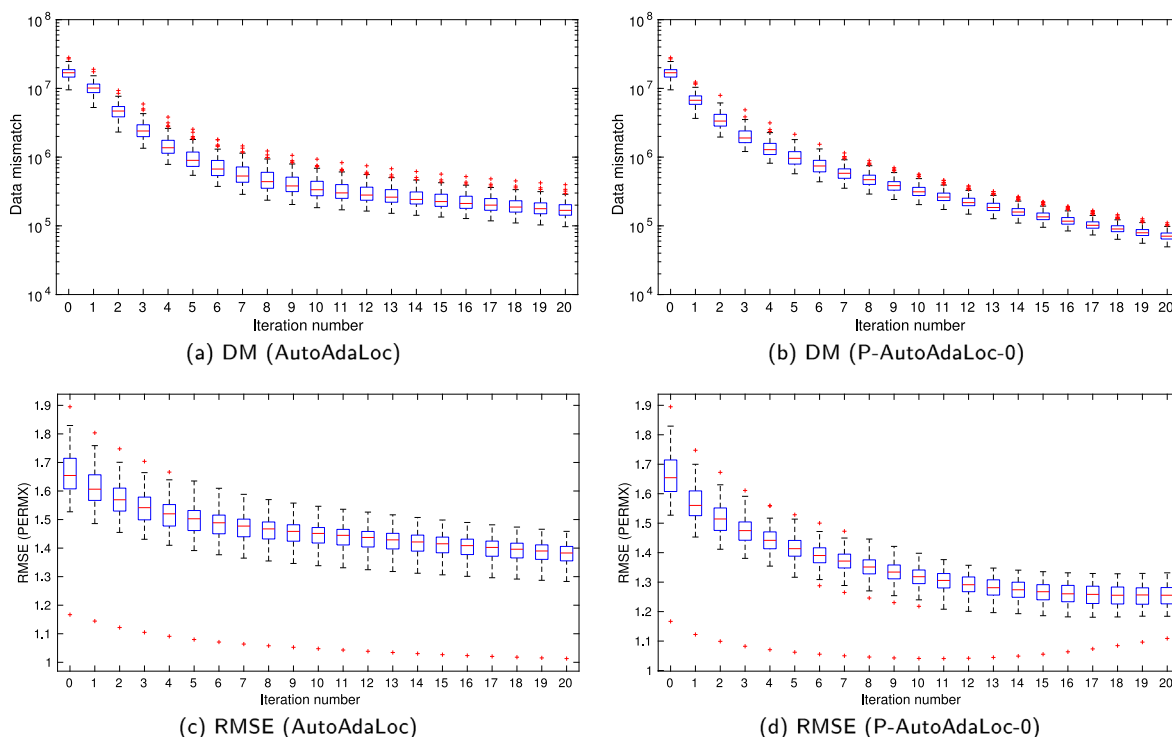 10^8
10^7
10^6
10^5
10^4
Data mismatch
0 1 2 3 4 5 6 7 8 9 10 11 12 13 14 15 16 17 18 19 20
Iteration number
(a) DM (AutoAdaLoc)
10^8
10^7
10^6
10^5
10^4
Data mismatch
0 1 2 3 4 5 6 7 8 9 10 11 12 13 14 15 16 17 18 19 20
Iteration number
(b) DM (P-AutoAdaLoc-0)
1.9
1.8
1.7
1.6
1.5
1.4
1.3
1.2
1.1
1
RMSE (PERMX)
0 1 2 3 4 5 6 7 8 9 10 11 12 13 14 15 16 17 18 19 20
Iteration number
(c) RMSE (AutoAdaLoc)
1.9
1.8
1.7
1.6
1.5
1.4
1.3
1.2
1.1
1
RMSE (PERMX)
0 1 2 3 4 5 6 7 8 9 10 11 12 13 14 15 16 17 18 19 20
Iteration number
(d) RMSE (P-AutoAdaLoc-0)